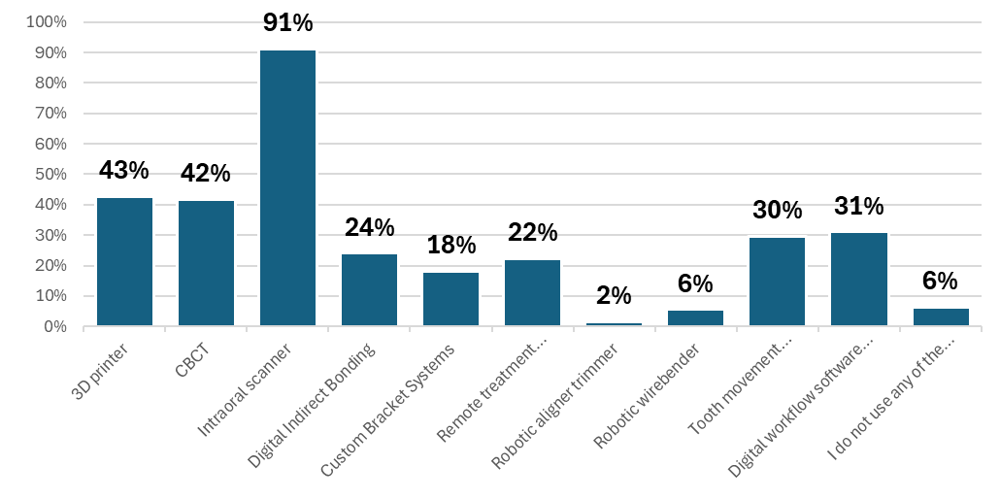 100%
90%
80%
70%
60%
50%
40%
30%
20%
10%
0%
43%
42%
91%
24%
18%
22%
2%
6%
30%
31%
6%
3D printer
CBCT
Intraoral scanner
Digital Indirect Bonding
Custom Bracket Systems
Remote treatment...
Robotic aligner trimmer
Robotic wirebender
Tooth movement...
Digital workflow software...
I do not use any of the...